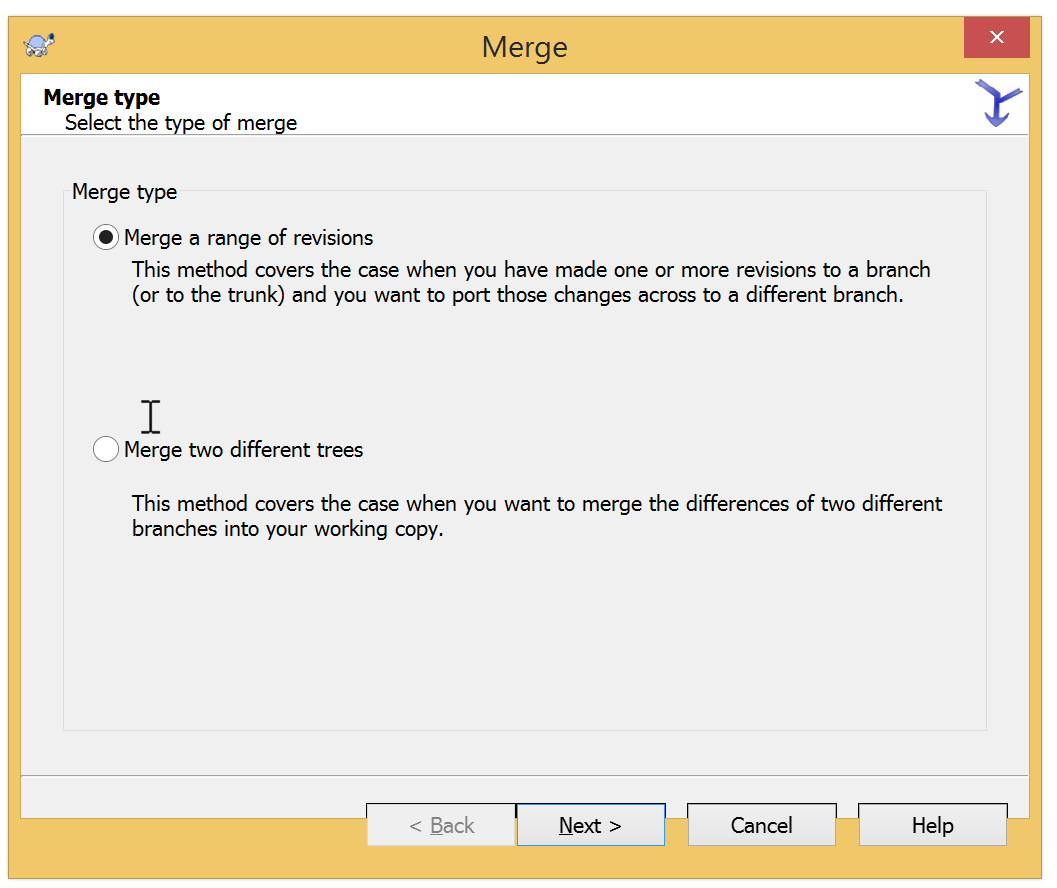 Merge
Merge type
Select the type of merge
Merge type
Merge a range of revisions
This method covers the case when you have made one or more revisions to a branch
(or to the trunk) and you want to port those changes across to a different branch.
Merge two different trees
This method covers the case when you want to merge the differences of two different
branches into your working copy.
< Back
Next >
Cancel
Help